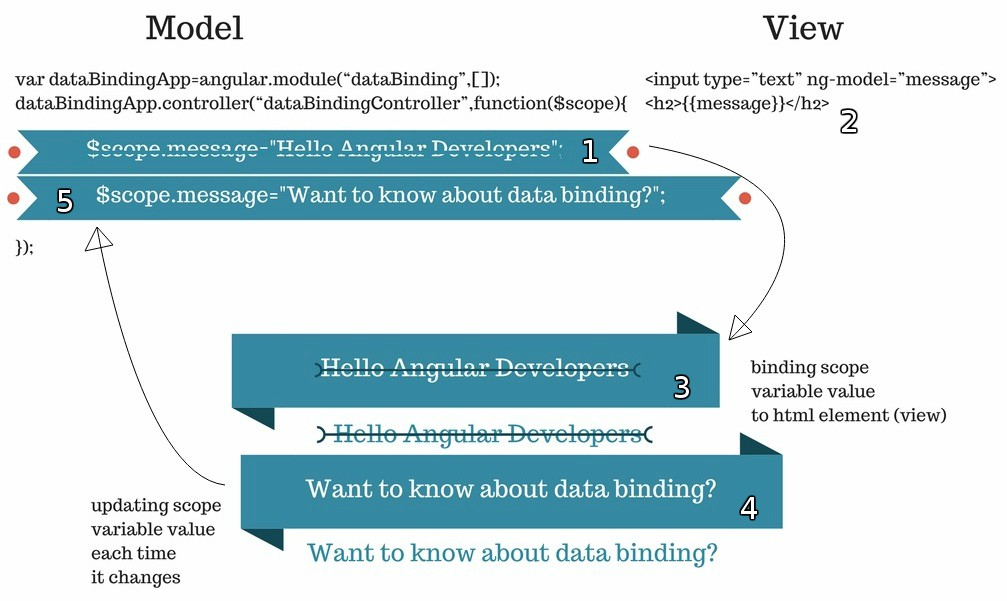 Model
View
var dataBindingApp=angular.module(“dataBinding”,[]);
dataBindingApp.controller(“dataBindingController”,function($scope){
<input type=”text” ng-model=”message”>
<h2>{{message}}</h2>
2
$scope.message="Hello Angular Developers";
1
5
$scope.message="Want to know about data binding?";
});
Hello Angular Developers
3
binding scope
variable value
to html element (view)
Hello Angular Developers
Want to know about data binding?
4
Want to know about data binding?
updating scope
variable value
each time
it changes